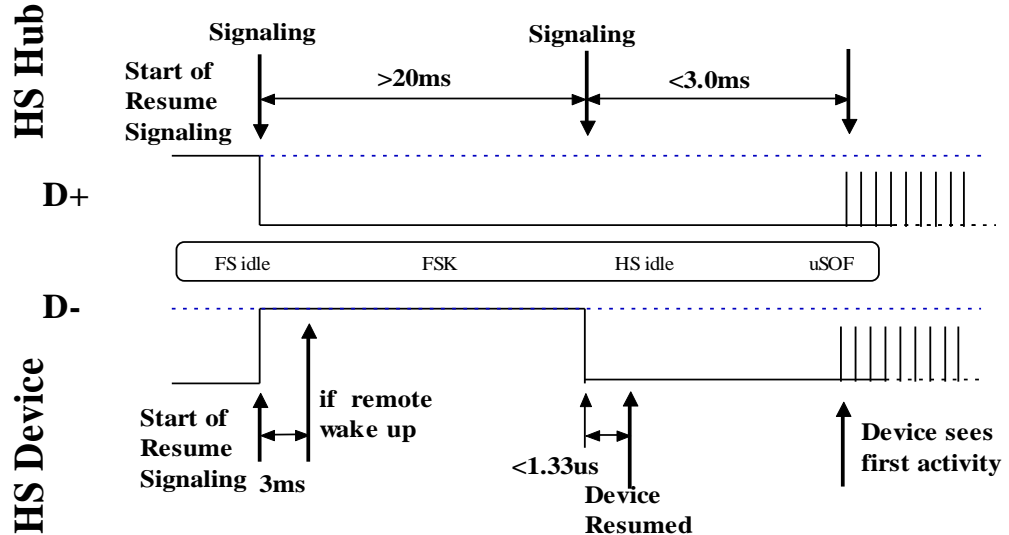 HS Hub
Signaling
Signaling
Start of
Resume
Signaling
>20ms
<3.0ms
D+
FS idle
FSK
HS idle
uSOF
D-
HS Device
Start of
Resume
Signaling
3ms
if remote
wake up
<1.33us
Device
Resumed
Device sees
first activity